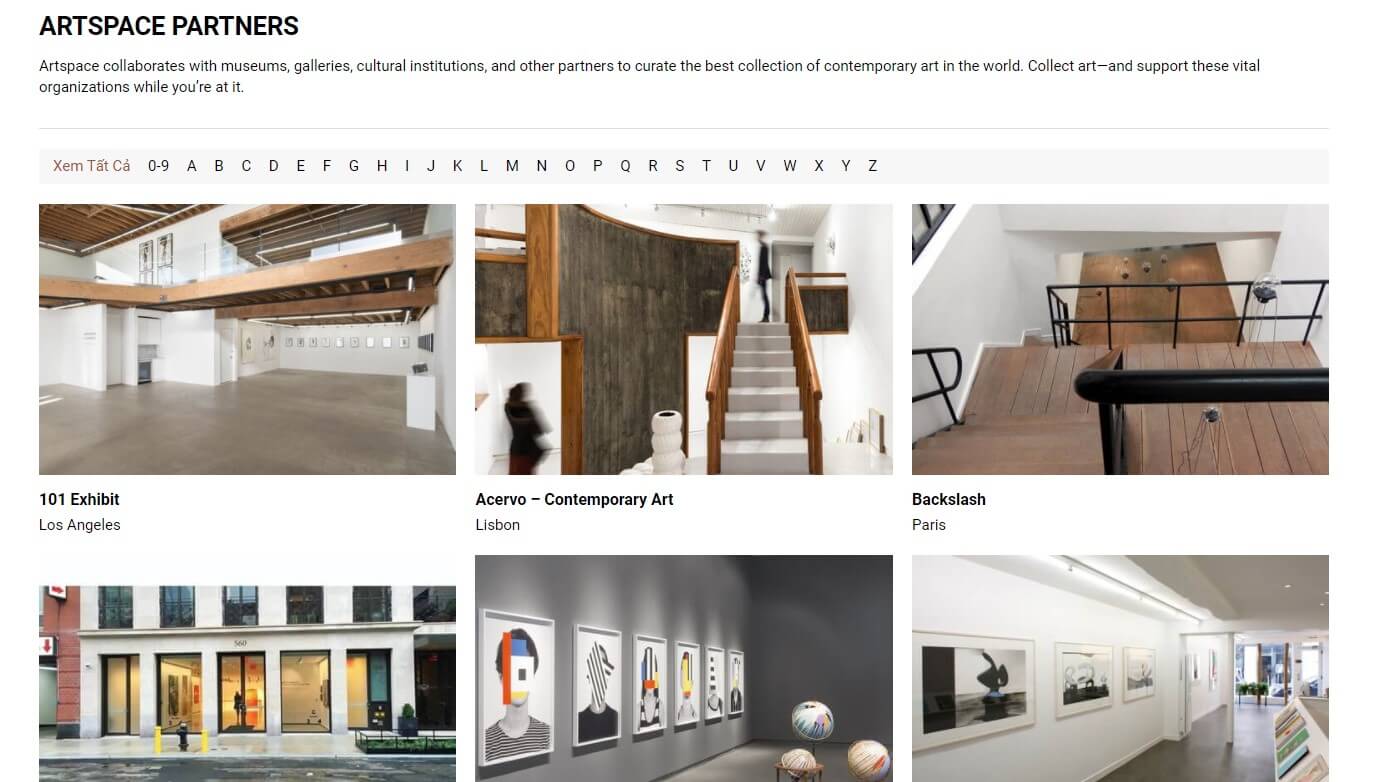 ARTSPACE PARTNERS
Artspace collaborates with museums, galleries, cultural institutions, and other partners to curate the best collection of contemporary art in the world. Collect art—and support these vital
organizations while you’re at it.
Xem Tất Cả 0-9 A B C D E F G H I J K L M N O P Q R S T U V W X Y Z
101 Exhibit
Los Angeles
Acervo – Contemporary Art
Lisbon
Backslash
Paris
560